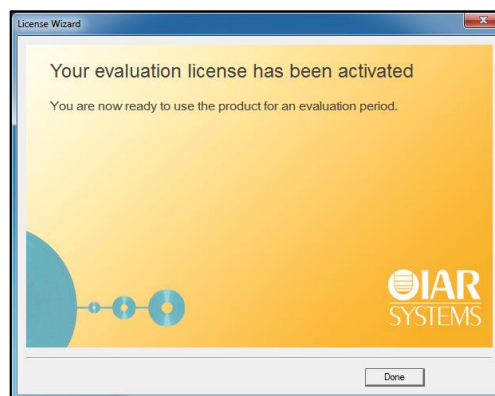 License Wizard
Your evaluation license has been activated
You are now ready to use the product for an evaluation period.
IAR
SYSTEMS
Done